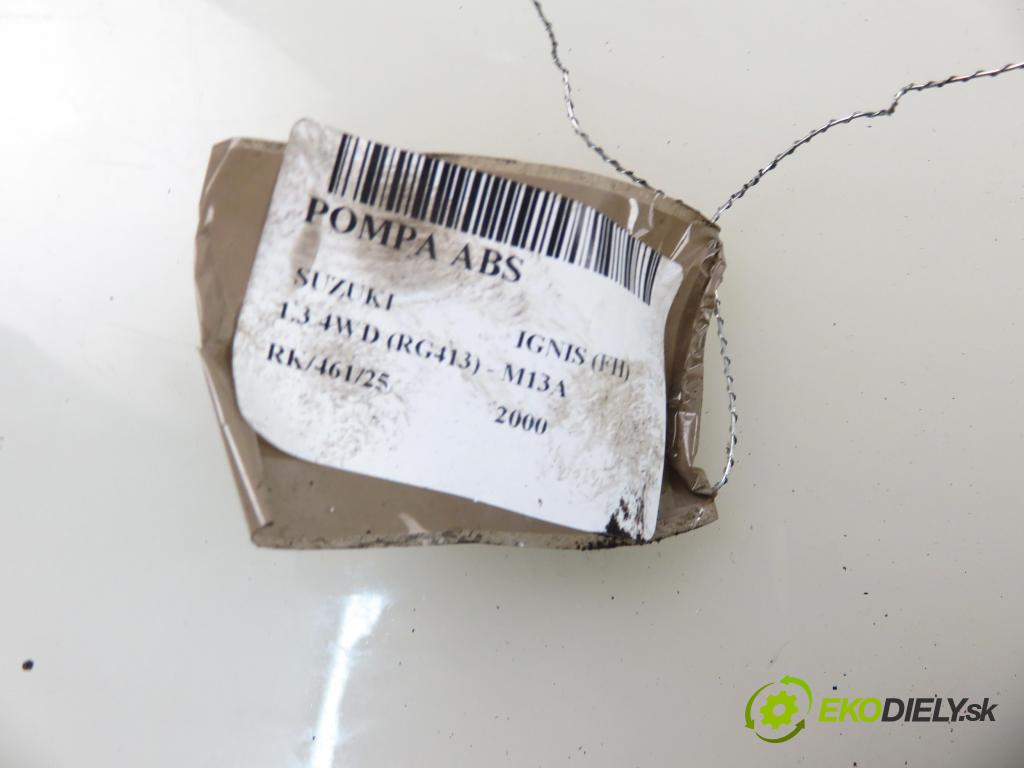 POMPA ABS
SUZUKI IGNIS (FH)
1.3 4WD (RG413) - M13A
RK/461/25 2000
EKODIELY.sk